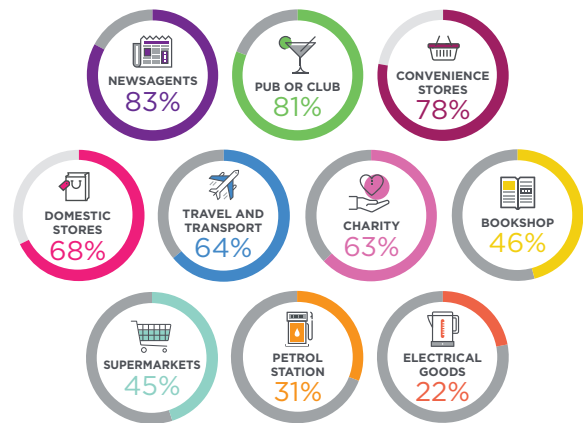 NEWSAGENTS
83%
PUB OR CLUB
81%
CONVENIENCE
STORES
78%
DOMESTIC
STORES
68%
TRAVEL AND
TRANSPORT
64%
CHARITY
63%
BOOKSHOP
46%
SUPERMARKETS
45%
PETROL
STATION
31%
ELECTRICAL
GOODS
22%